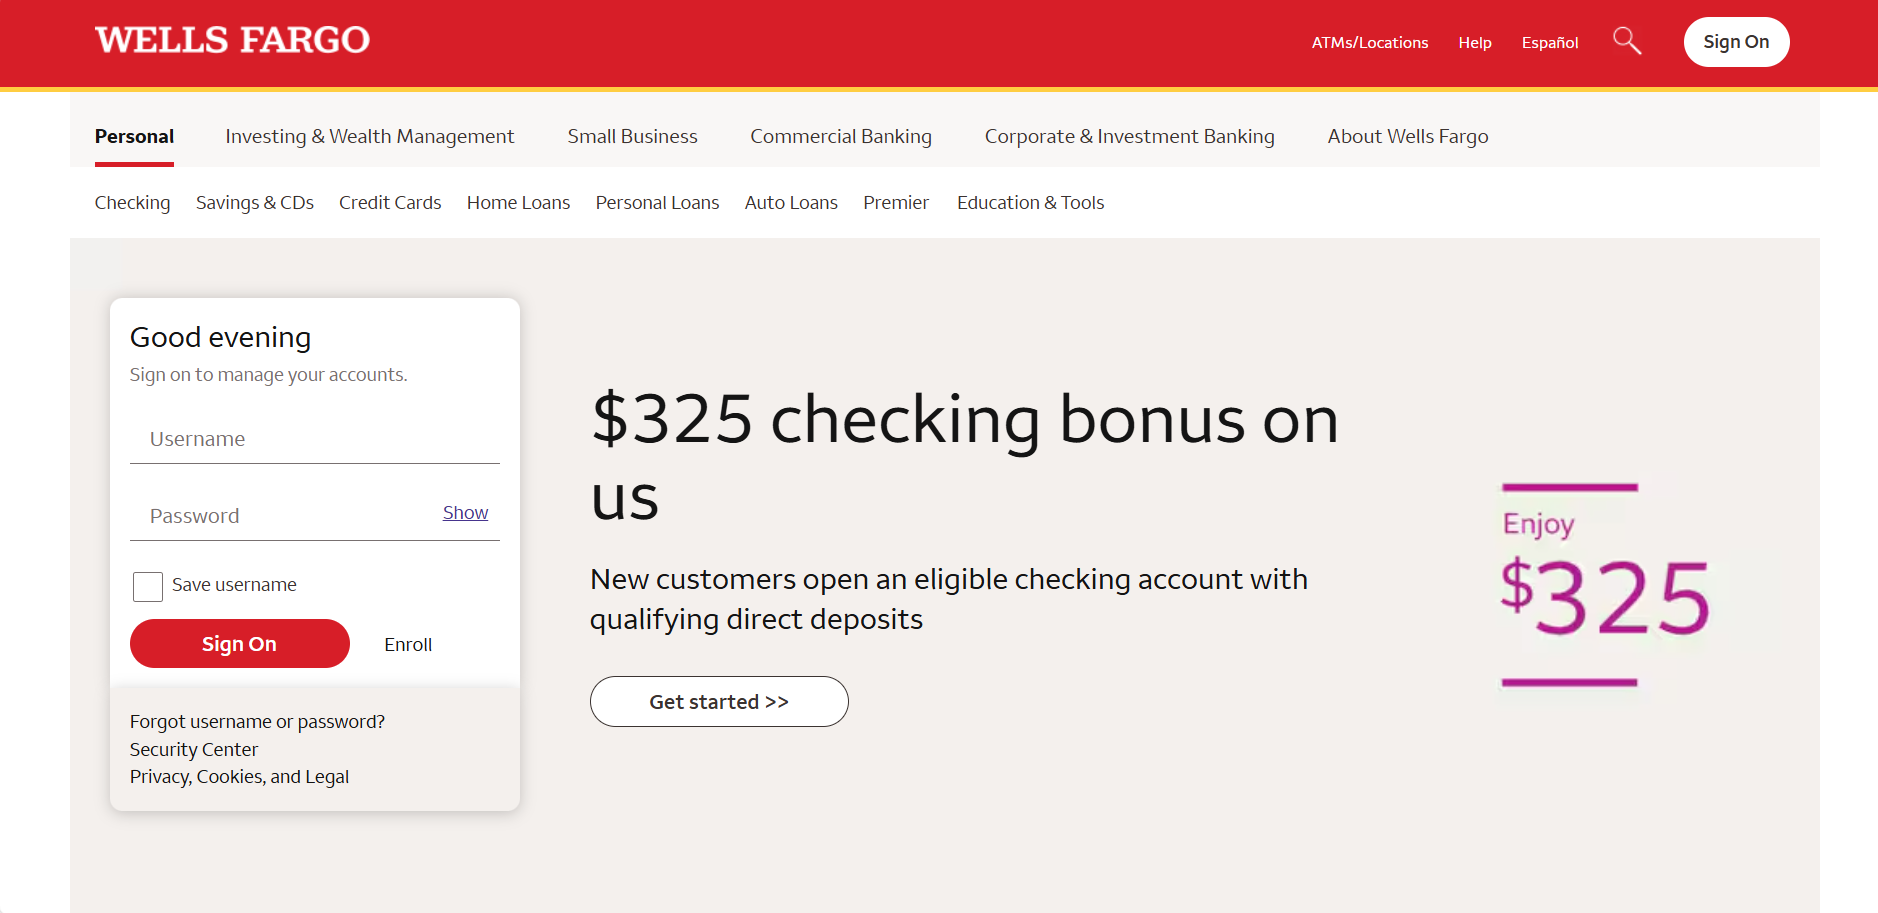 WELLS FARGO
ATMs/Locations Help Español Sign On
Personal Investing & Wealth Management Small Business Commercial Banking Corporate & Investment Banking About Wells Fargo
Checking Savings & CDs Credit Cards Home Loans Personal Loans Auto Loans Premier Education & Tools
Good evening
Sign on to manage your accounts.
Username
Password Show
Save username
Sign On Enroll
Forgot username or password?
Security Center
Privacy, Cookies, and Legal
$325 checking bonus on
us
New customers open an eligible checking account with
qualifying direct deposits
Get started >>
Enjoy
$325